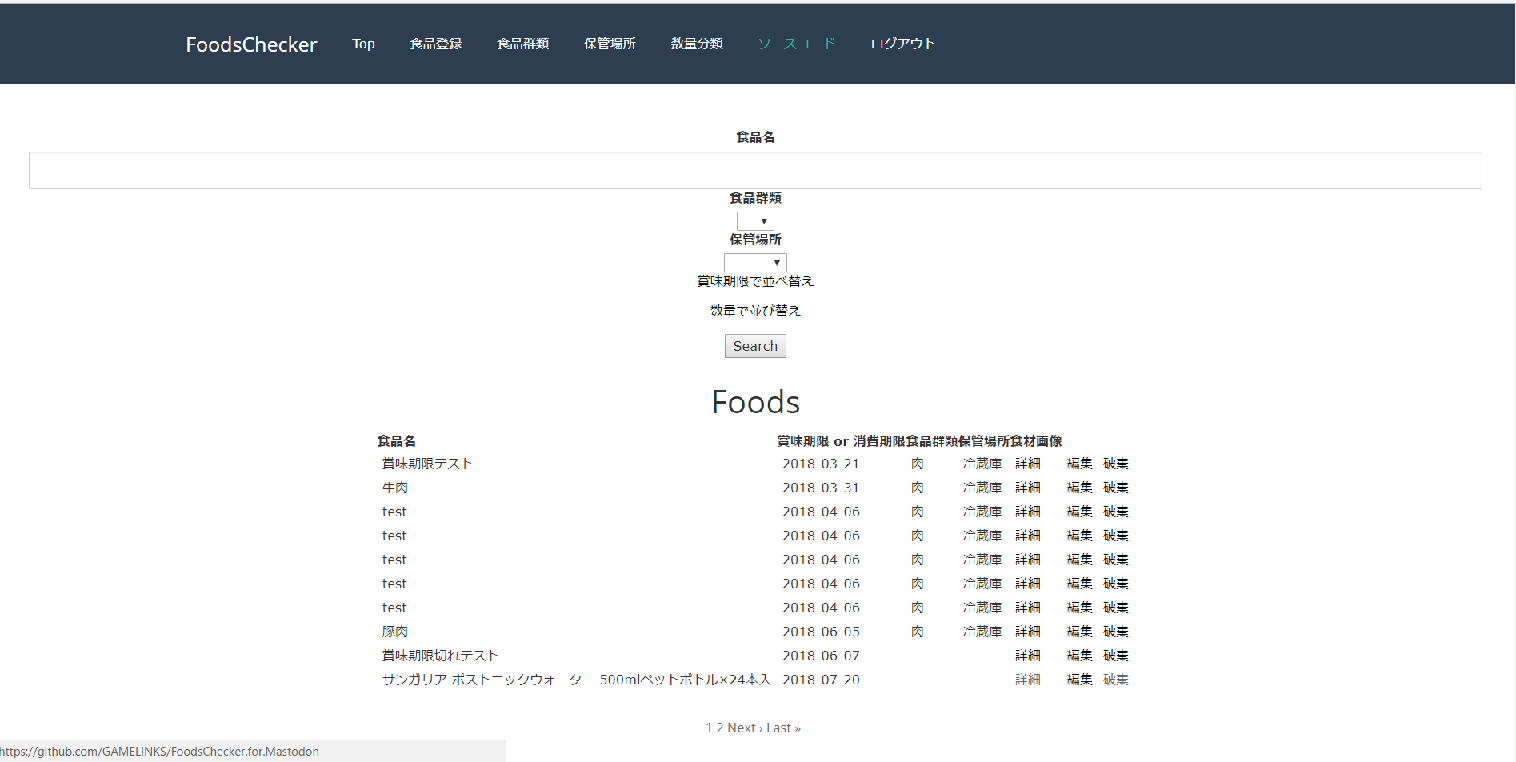 FoodsChecker Top 食品登録 食品群類 保管場所 数量分類 ソースコード ログアウト
食品名
食品群類
保管場所
賞味期限で並べ替え
数量で並び替え
Search
Foods
食品名 賞味期限 or 消費期限 食品群類 保管場所 食材画像
賞味期限テスト 2018-03-21 肉 冷蔵庫 詳細 編集 破棄
牛肉 2018-03-31 肉 冷蔵庫 詳細 編集 破棄
test 2018-04-06 肉 冷蔵庫 詳細 編集 破棄
test 2018-04-06 肉 冷蔵庫 詳細 編集 破棄
test 2018-04-06 肉 冷蔵庫 詳細 編集 破棄
test 2018-04-06 肉 冷蔵庫 詳細 編集 破棄
test 2018-04-06 肉 冷蔵庫 詳細 編集 破棄
豚肉 2018-06-05 肉 冷蔵庫 詳細 編集 破棄
賞味期限切れテスト 2018-06-07 詳細 編集 破棄
サンガリア ポストニックウォーター 500mlペットボトル×24本入 2018-07-20 詳細 編集 破棄
1 2 Next › Last »
https://github.com/GAMELINKS/FoodsChecker.for.Mastodon